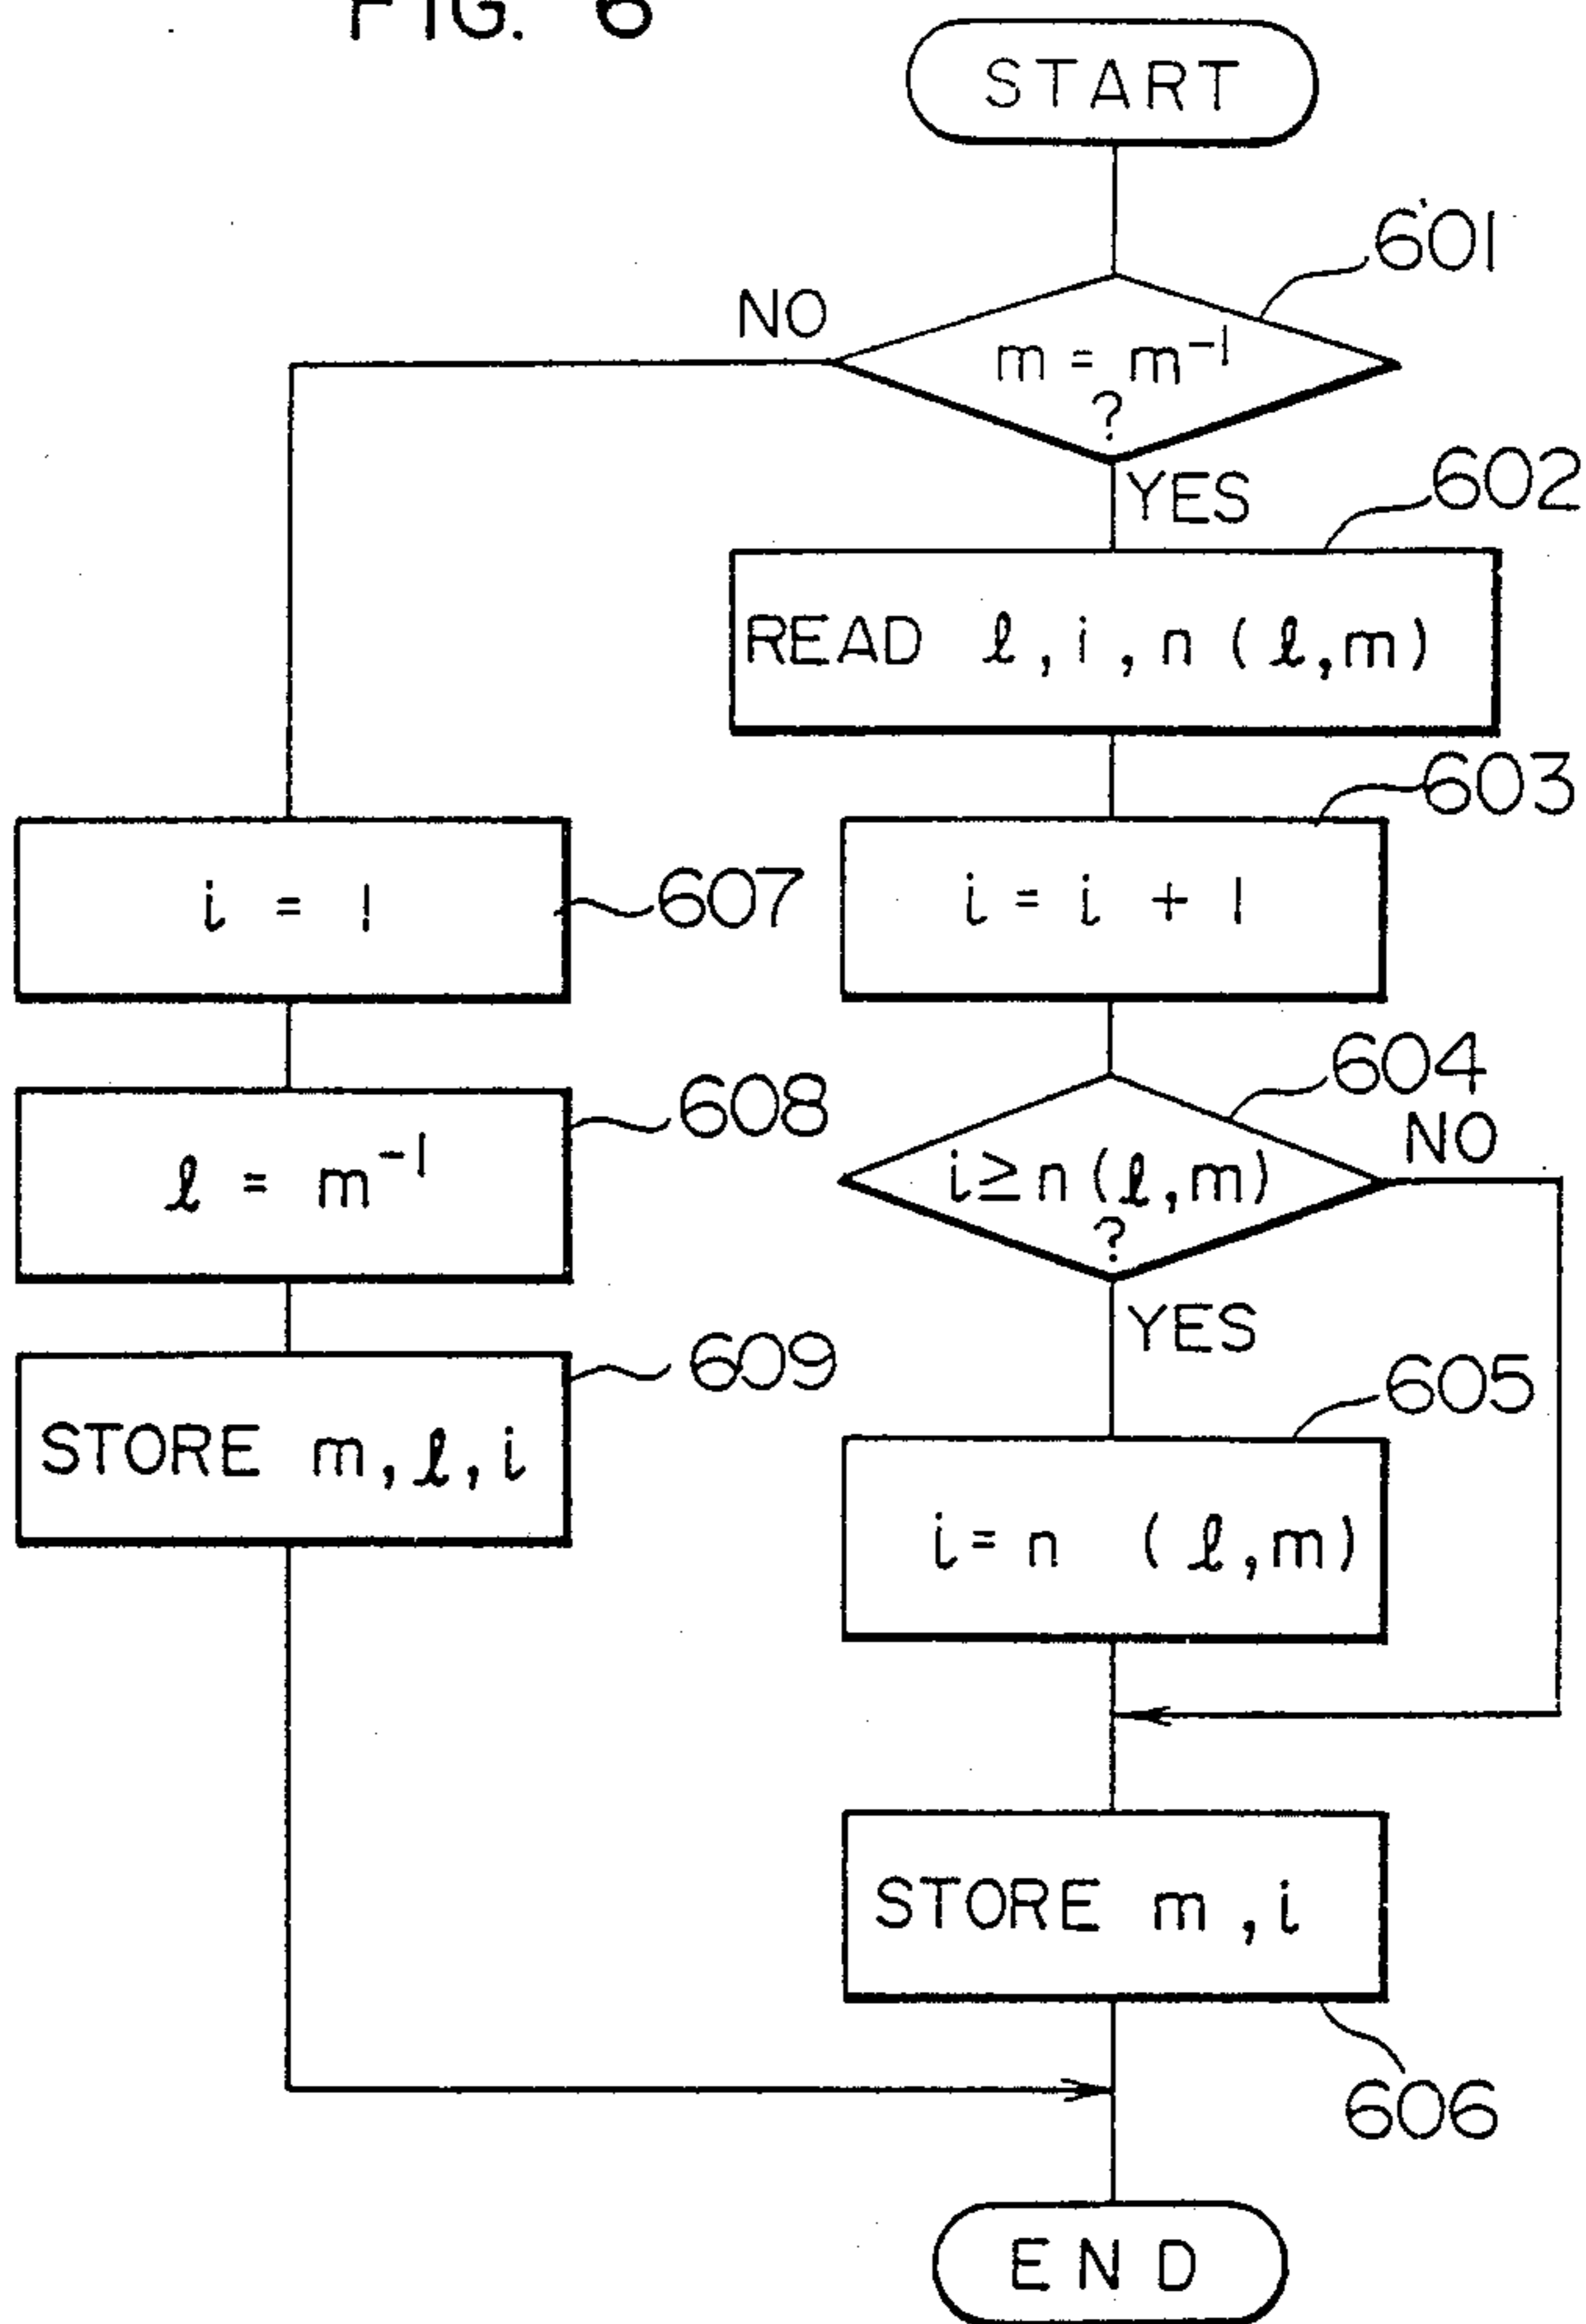 FIG. 6
START
601
NO
m = m⁻¹
?
YES
602
READ ℓ, i, n (ℓ,m)
603
i = 1
607
i = i + 1
604
608
NO
ℓ = m⁻¹
i ≥ n (ℓ,m)
?
YES
609
605
STORE m, ℓ, i
i = n (ℓ,m)
STORE m, i
606
END